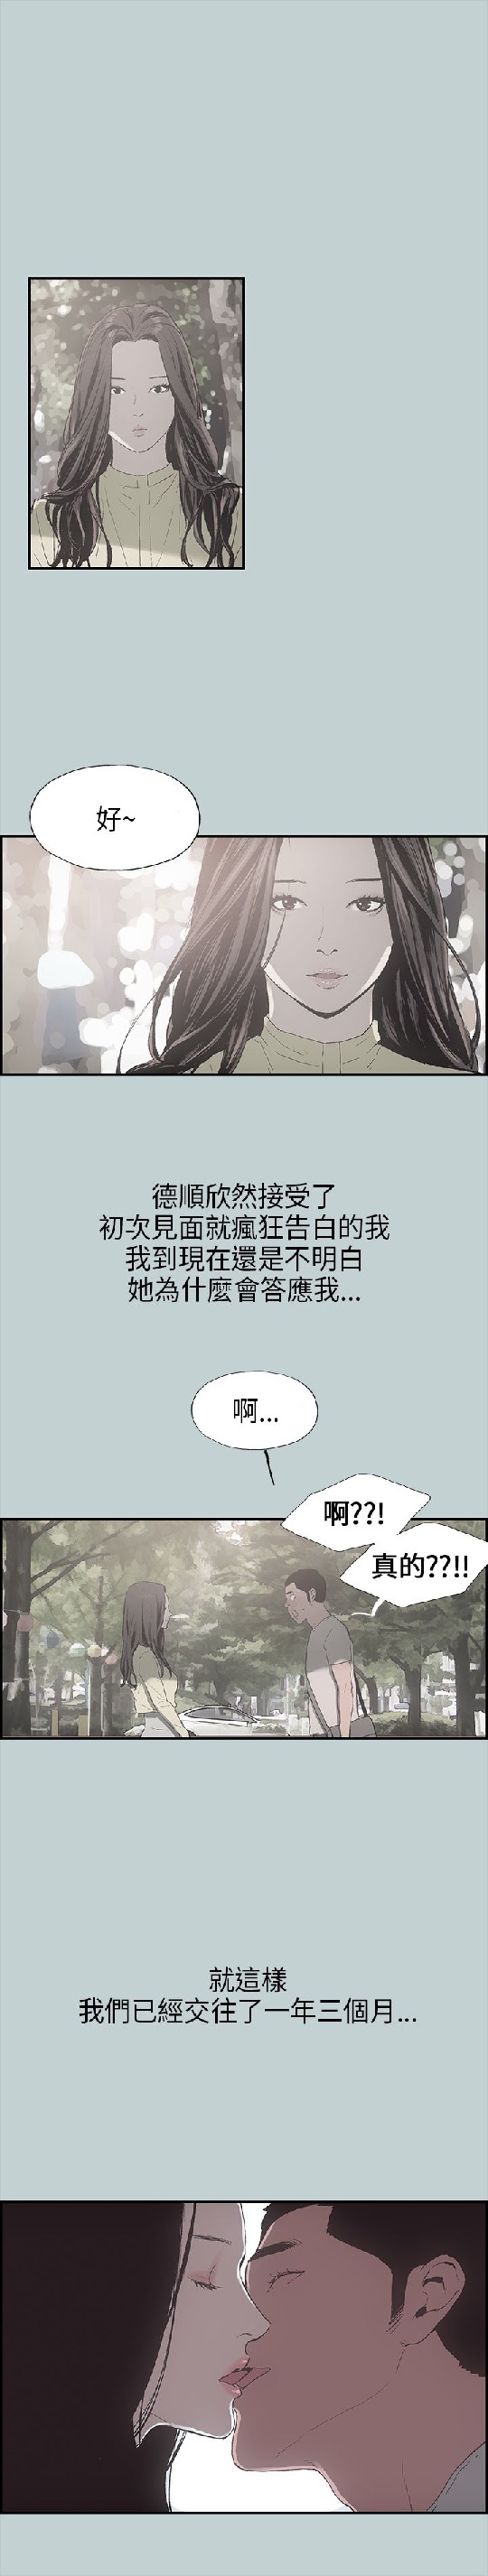 好~
德順欣然接受了
初次見面就瘋狂告白的我
我到現在還是不明白
她為什麼會答應我...
啊...
啊??!
真的??!!
就這樣
我們已經交往了一年三個月...